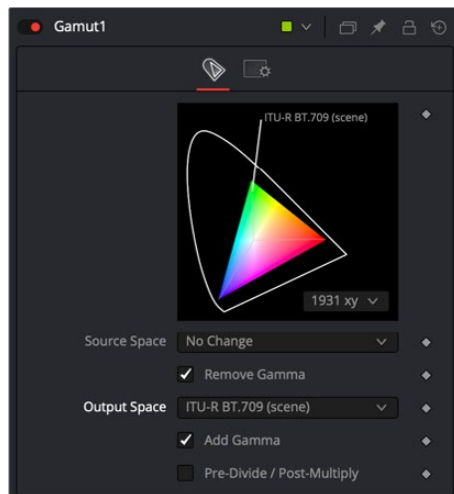 Gamut1
ITU-R BT.709 (scene)
1931 xy
Source Space No Change
Remove Gamma
Output Space ITU-R BT.709 (scene)
Add Gamma
Pre-Divide / Post-Multiply